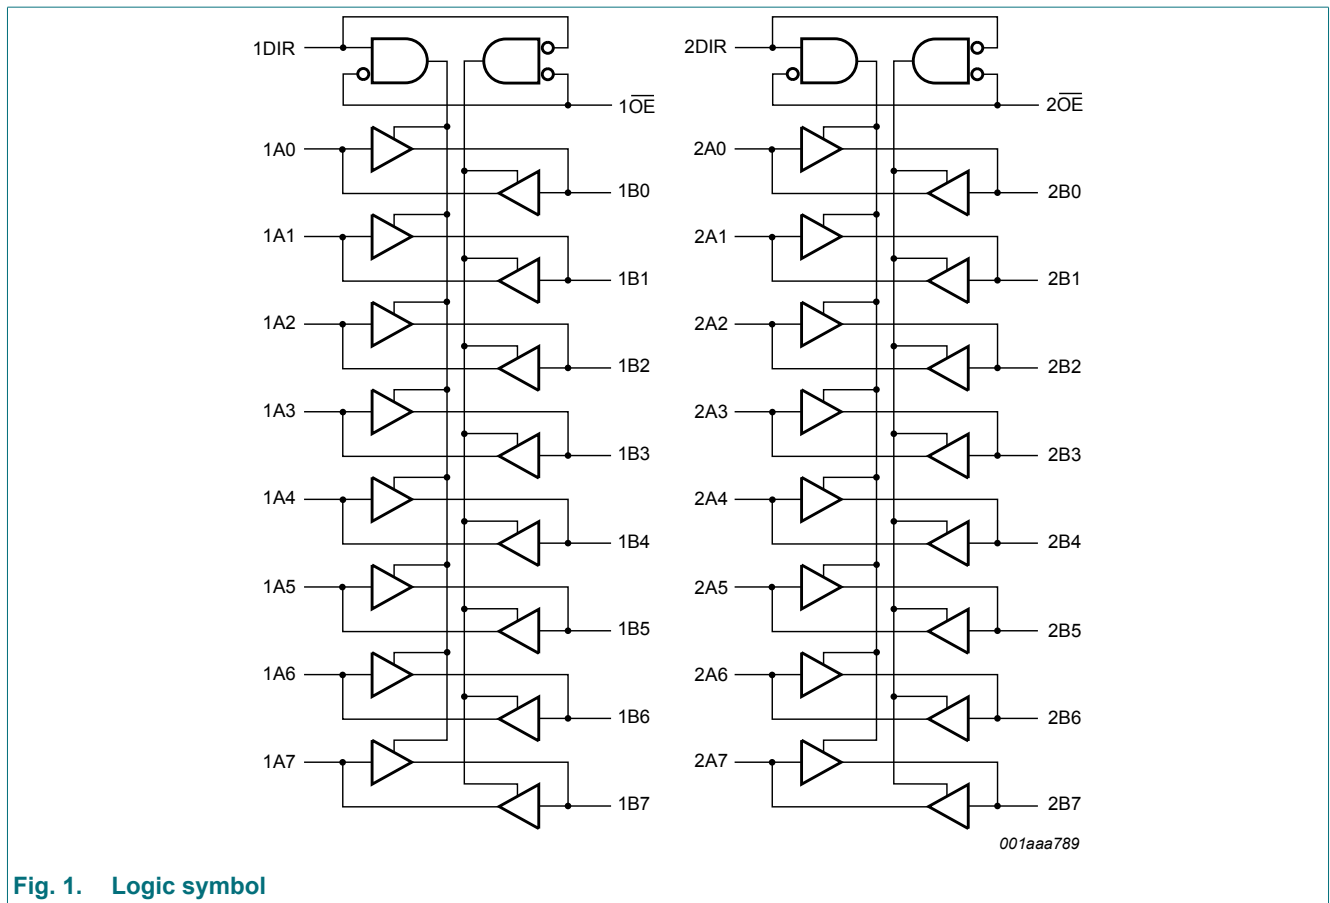 1DIR
2DIR
1O̅E̅
2O̅E̅
1A0
2A0
1B0
2B0
1A1
2A1
1B1
2B1
1A2
2A2
1B2
2B2
1A3
2A3
1B3
2B3
1A4
2A4
1B4
2B4
1A5
2A5
1B5
2B5
1A6
2A6
1B6
2B6
1A7
2A7
1B7
2B7
001aaa789
Fig. 1. Logic symbol